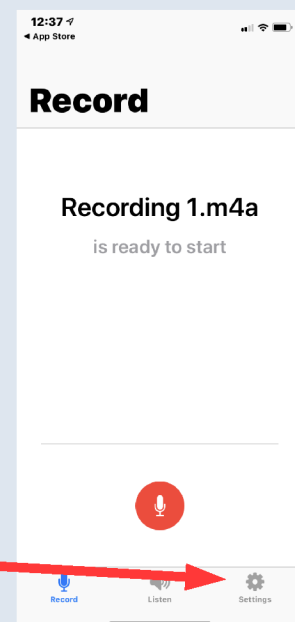 12:37
◀ App Store
Record
Recording 1.m4a
is ready to start
Record Listen Settings